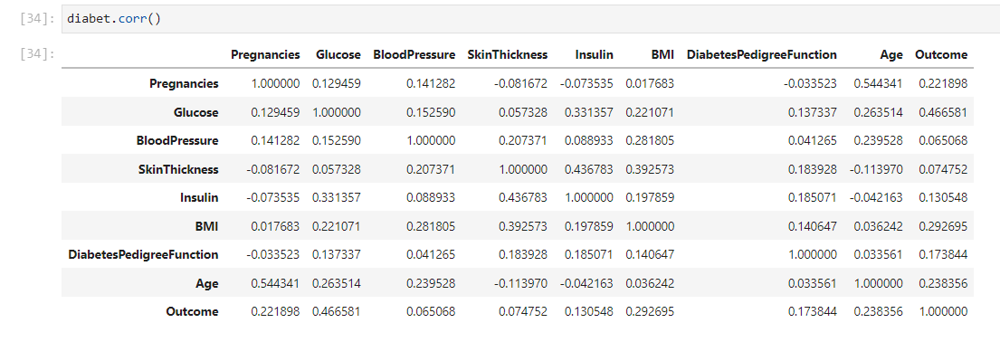 [34]: diabet.corr()
[34]: Pregnancies Glucose BloodPressure SkinThickness Insulin BMI DiabetesPedigreeFunction Age Outcome
Pregnancies 1.000000 0.129459 0.141282 -0.081672 -0.073535 0.017683 -0.033523 0.544341 0.221898
Glucose 0.129459 1.000000 0.152590 0.057328 0.331357 0.221071 0.137337 0.263514 0.466581
BloodPressure 0.141282 0.152590 1.000000 0.207371 0.088933 0.281805 0.041265 0.239528 0.065068
SkinThickness -0.081672 0.057328 0.207371 1.000000 0.436783 0.392573 0.183928 -0.113970 0.074752
Insulin -0.073535 0.331357 0.088933 0.436783 1.000000 0.197859 0.185071 -0.042163 0.130548
BMI 0.017683 0.221071 0.281805 0.392573 0.197859 1.000000 0.140647 0.036242 0.292695
DiabetesPedigreeFunction -0.033523 0.137337 0.041265 0.183928 0.185071 0.140647 1.000000 0.033561 0.173844
Age 0.544341 0.263514 0.239528 -0.113970 -0.042163 0.036242 0.033561 1.000000 0.238356
Outcome 0.221898 0.466581 0.065068 0.074752 0.130548 0.292695 0.173844 0.238356 1.000000